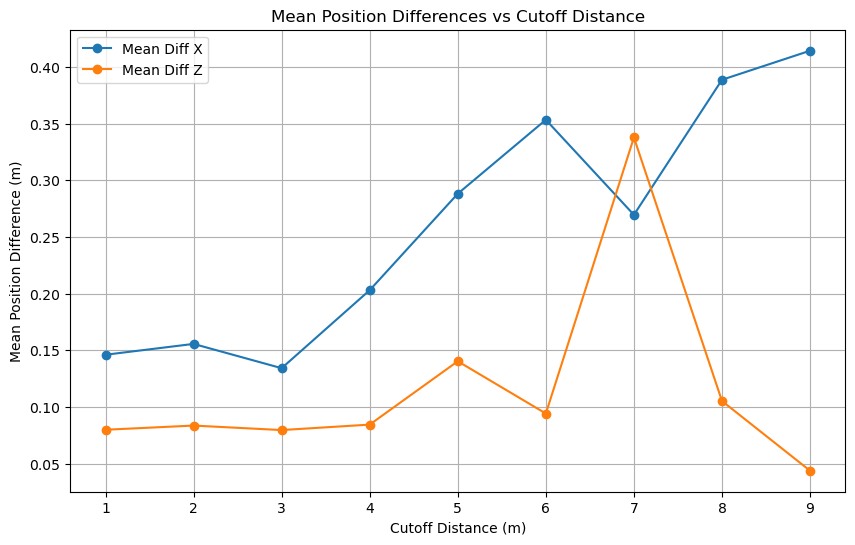 Mean Position Differences vs Cutoff Distance
Mean Diff X
Mean Diff Z
Mean Position Difference (m)
0.40
0.35
0.30
0.25
0.20
0.15
0.10
0.05
1 2 3 4 5 6 7 8 9
Cutoff Distance (m)